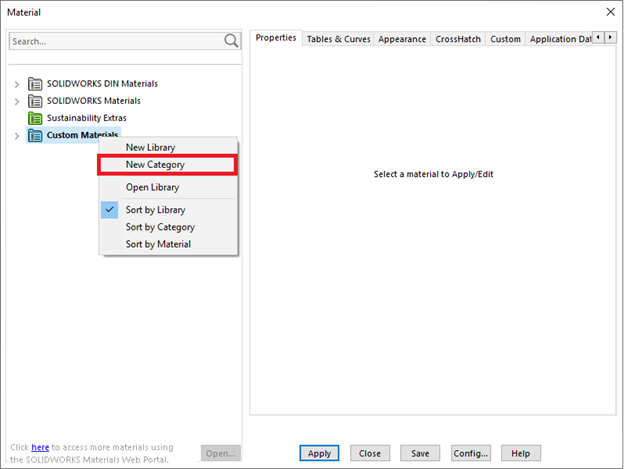 Material
Search...
Properties
Tables & Curves
Appearance
CrossHatch
Custom
Application Dat
SOLIDWORKS DIN Materials
SOLIDWORKS Materials
Sustainability Extras
Custom Materials
New Library
New Category
Open Library
Sort by Library
Sort by Category
Sort by Material
Select a material to Apply/Edit
Click here to access more materials using
the SOLIDWORKS Materials Web Portal.
Open...
Apply
Close
Save
Config...
Help